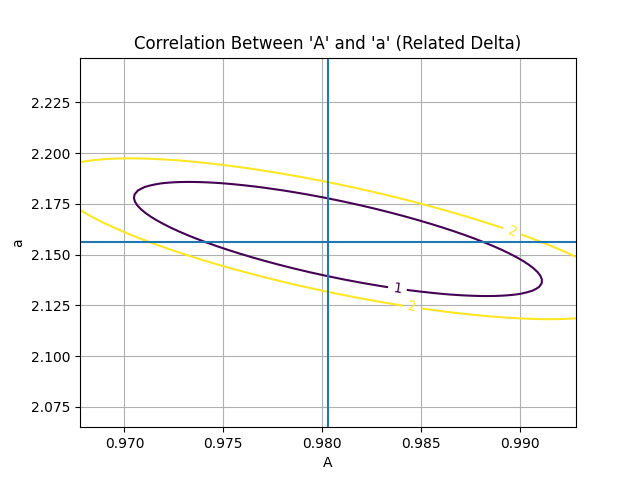 Correlation Between 'A' and 'a' (Related Delta)
2.225
2.200
2.175
2.150
2.125
2.100
2.075
a
2
1
2
0.970 0.975 0.980 0.985 0.990
A